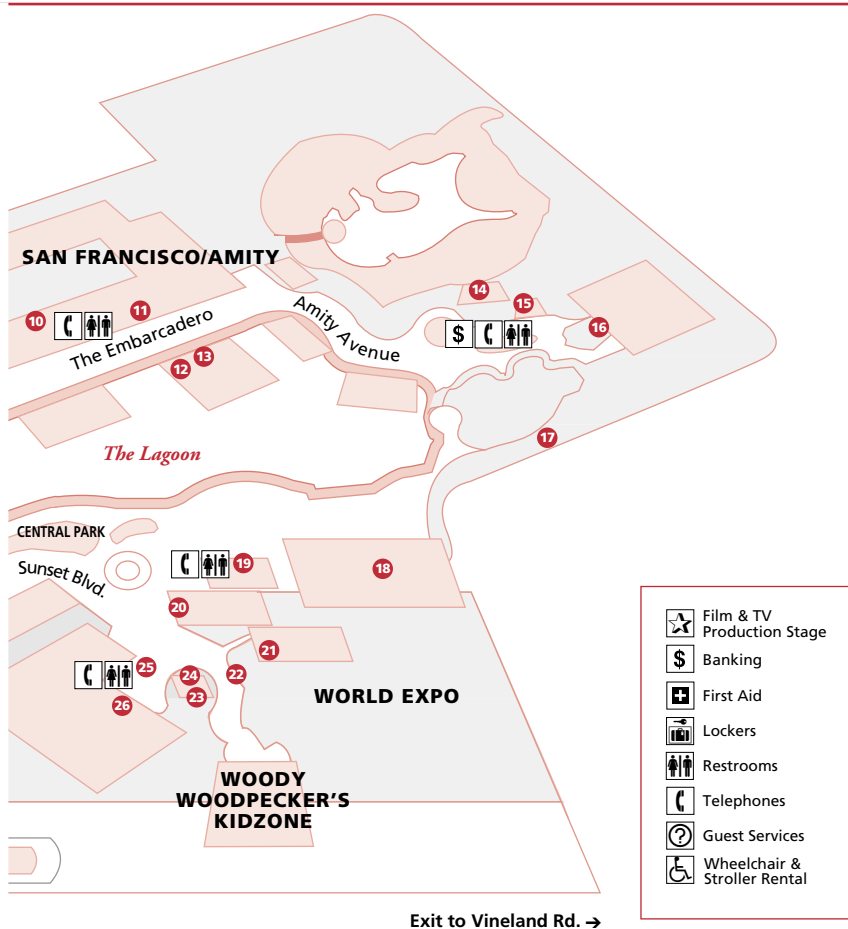 SAN FRANCISCO/AMITY
14
15
10
11
Amity Avenue
$
16
The Embarcadero
13
12
17
The Lagoon
CENTRAL PARK
19
18
Sunset Blvd.
20
21
25
24
22
23
26
WORLD EXPO
WOODY
WOODPECKER'S
KIDZONE
Film & TV
Production Stage
$ Banking
First Aid
Lockers
Restrooms
Telephones
? Guest Services
Wheelchair &
Stroller Rental
Exit to Vineland Rd. →